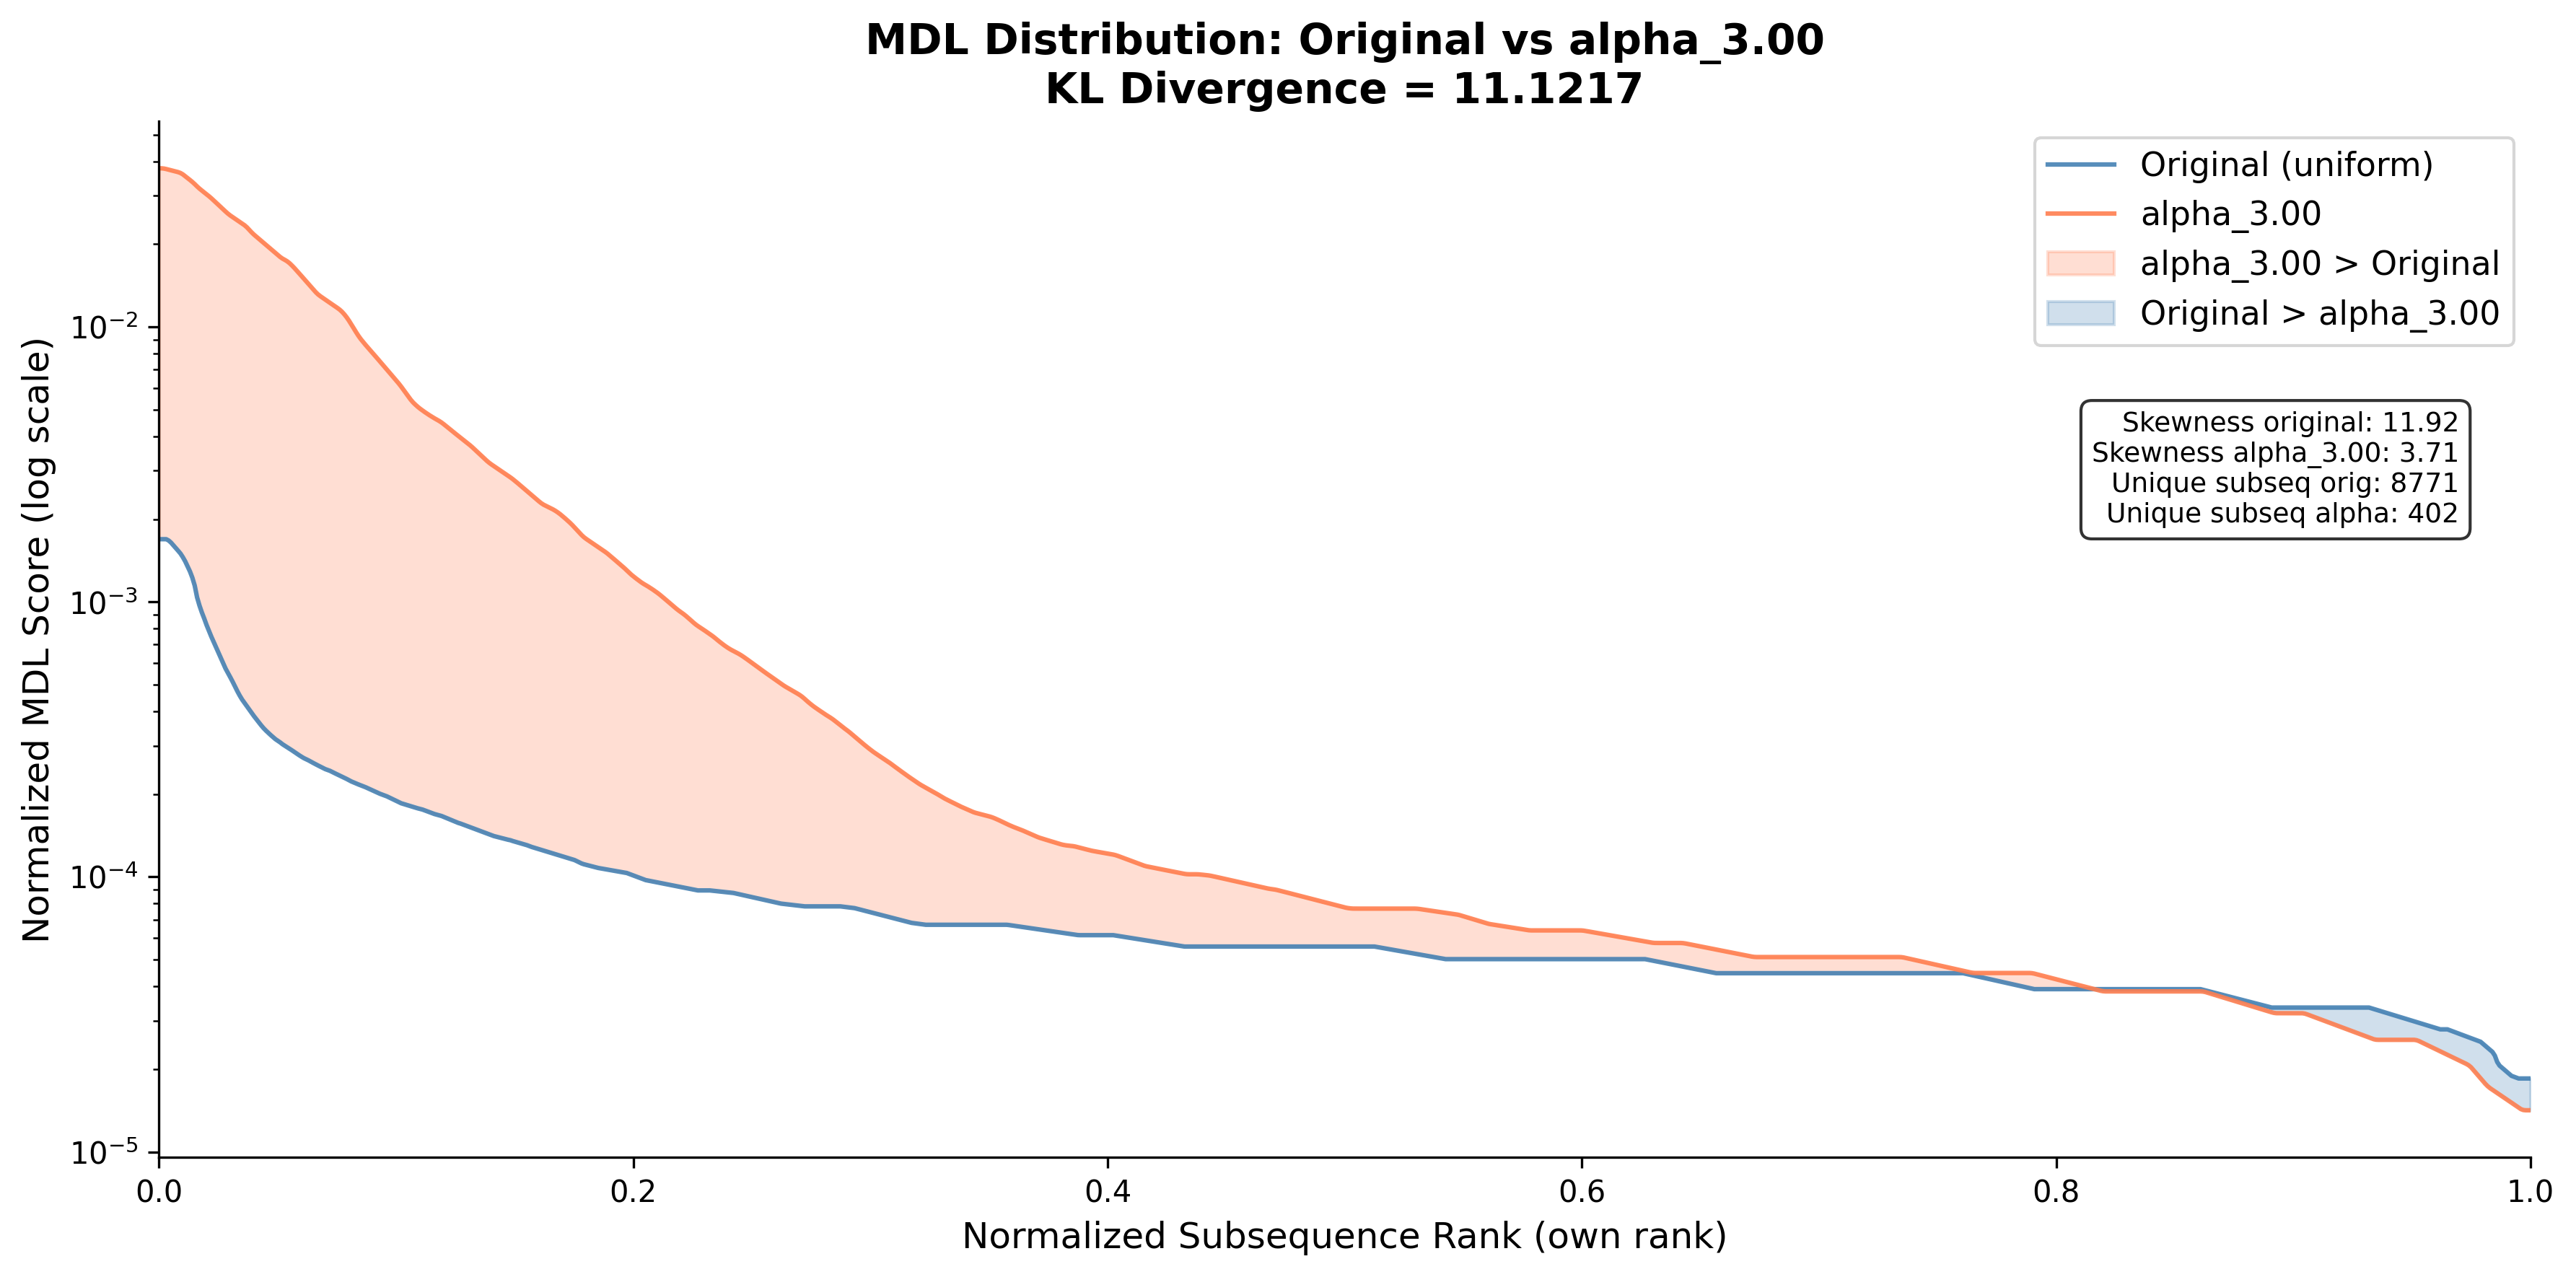 MDL Distribution: Original vs alpha_3.00
KL Divergence = 11.1217
Original (uniform)
alpha_3.00
alpha_3.00 > Original
Original > alpha_3.00
Skewness original: 11.92
Skewness alpha_3.00: 3.71
Unique subseq orig: 8771
Unique subseq alpha: 402
Normalized MDL Score (log scale)
10⁻²
10⁻³
10⁻⁴
10⁻⁵
0.0 0.2 0.4 0.6 0.8 1.0
Normalized Subsequence Rank (own rank)